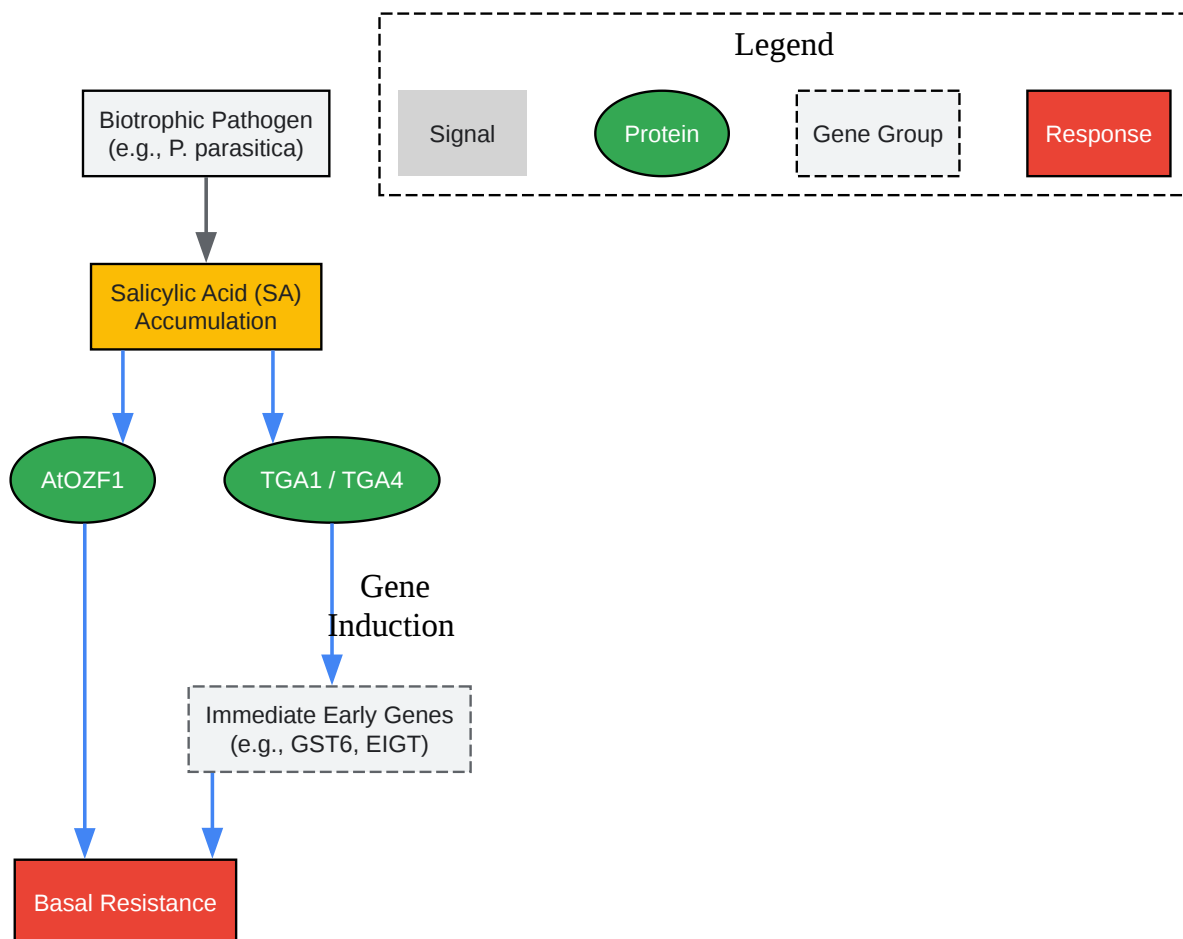 Legend
Signal
Protein
Gene Group
Response
Biotrophic Pathogen
(e.g., P. parasitica)
Salicylic Acid (SA)
Accumulation
AtOZF1
TGA1 / TGA4
Gene
Induction
Immediate Early Genes
(e.g., GST6, EIGT)
Basal Resistance